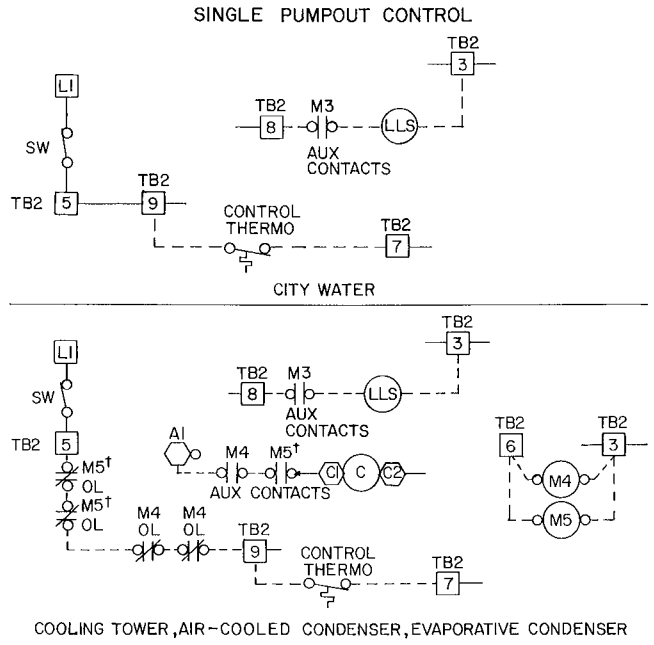 SINGLE PUMPOUT CONTROL
TB2
3
L1
TB2 M3
8 LLS
SW
AUX
CONTACTS
TB2
TB2 5 9
CONTROL
THERMO
TB2
7
CITY WATER
TB2
3
L1
TB2 M3
8 LLS
SW
AUX
CONTACTS
TB2 TB2
TB2 5 6 3
A1
M4 M5†
C1 C C2
AUX CONTACTS
M5†
OL
M4
M5†
OL
M5
M4 M4
OL OL
TB2
9
CONTROL
THERMO
TB2
7
COOLING TOWER, AIR-COOLED CONDENSER, EVAPORATIVE CONDENSER